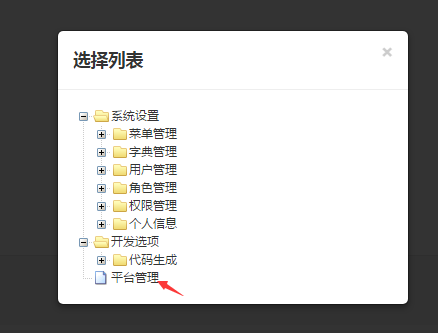 选择列表
×
系统设置
菜单管理
字典管理
用户管理
角色管理
权限管理
个人信息
开发选项
代码生成
平台管理